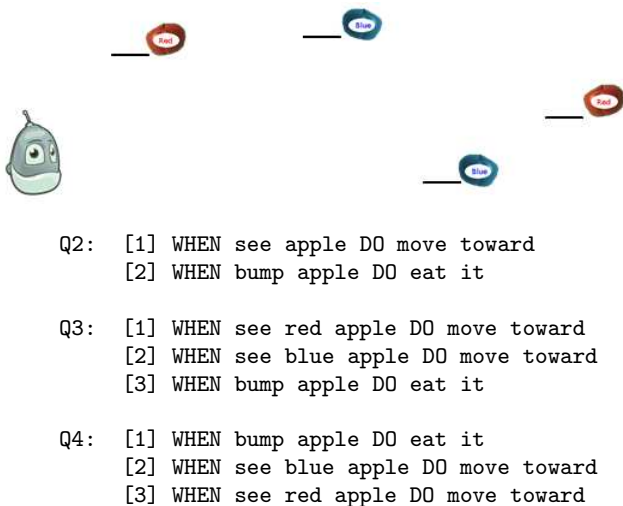 Blue
Red
Red
Blue
Q2: [1] WHEN see apple DO move toward
[2] WHEN bump apple DO eat it
Q3: [1] WHEN see red apple DO move toward
[2] WHEN see blue apple DO move toward
[3] WHEN bump apple DO eat it
Q4: [1] WHEN bump apple DO eat it
[2] WHEN see blue apple DO move toward
[3] WHEN see red apple DO move toward